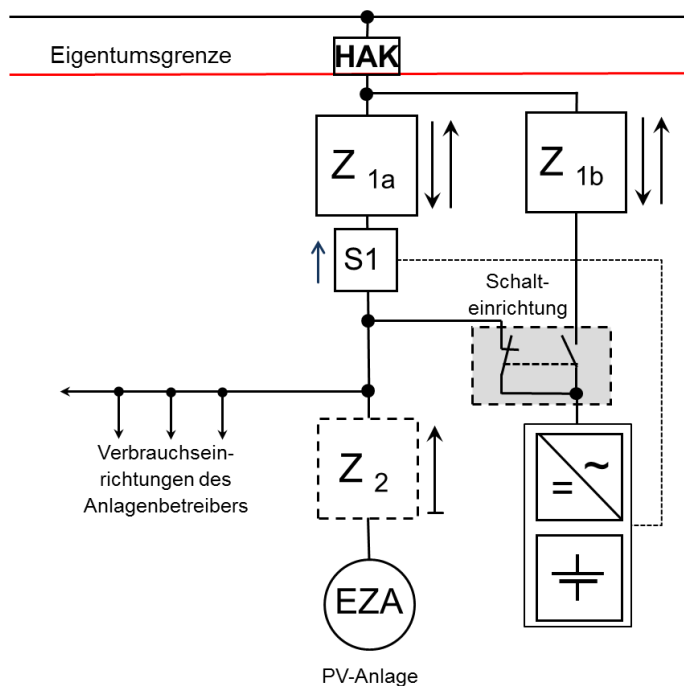 Eigentumsgrenze
HAK
Z 1a
Z 1b
S1
Schalt-
einrichtung
Verbrauchsein-
richtungen des
Anlagenbetreibers
Z 2
= ~
EZA
PV-Anlage